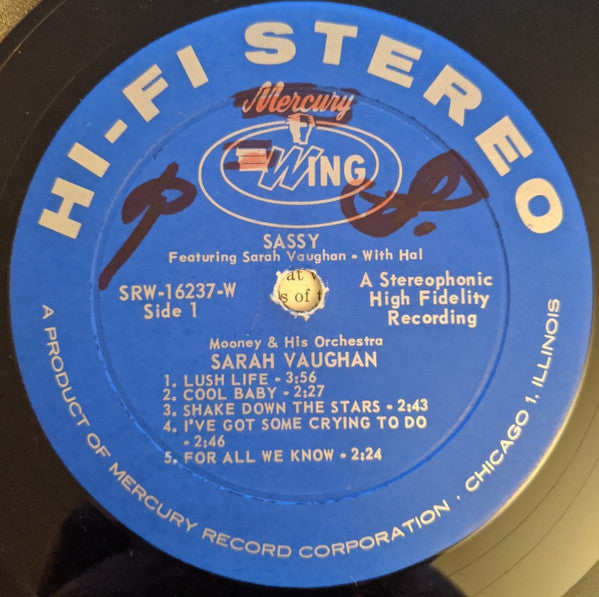 HI-FI STEREO
Mercury
WING
SASSY
Featuring Sarah Vaughan - With Hal
at
s of t
SRW-16237-W
Side 1
A Stereophonic
High Fidelity
Recording
Mooney & His Orchestra
SARAH VAUGHAN
1. LUSH LIFE - 3:56
2. COOL BABY - 2:27
3. SHAKE DOWN THE STARS - 2:43
4. I'VE GOT SOME CRYING TO DO
- 2:46
5. FOR ALL WE KNOW - 2:24
A PRODUCT OF MERCURY RECORD CORPORATION · CHICAGO 1, ILLINOIS